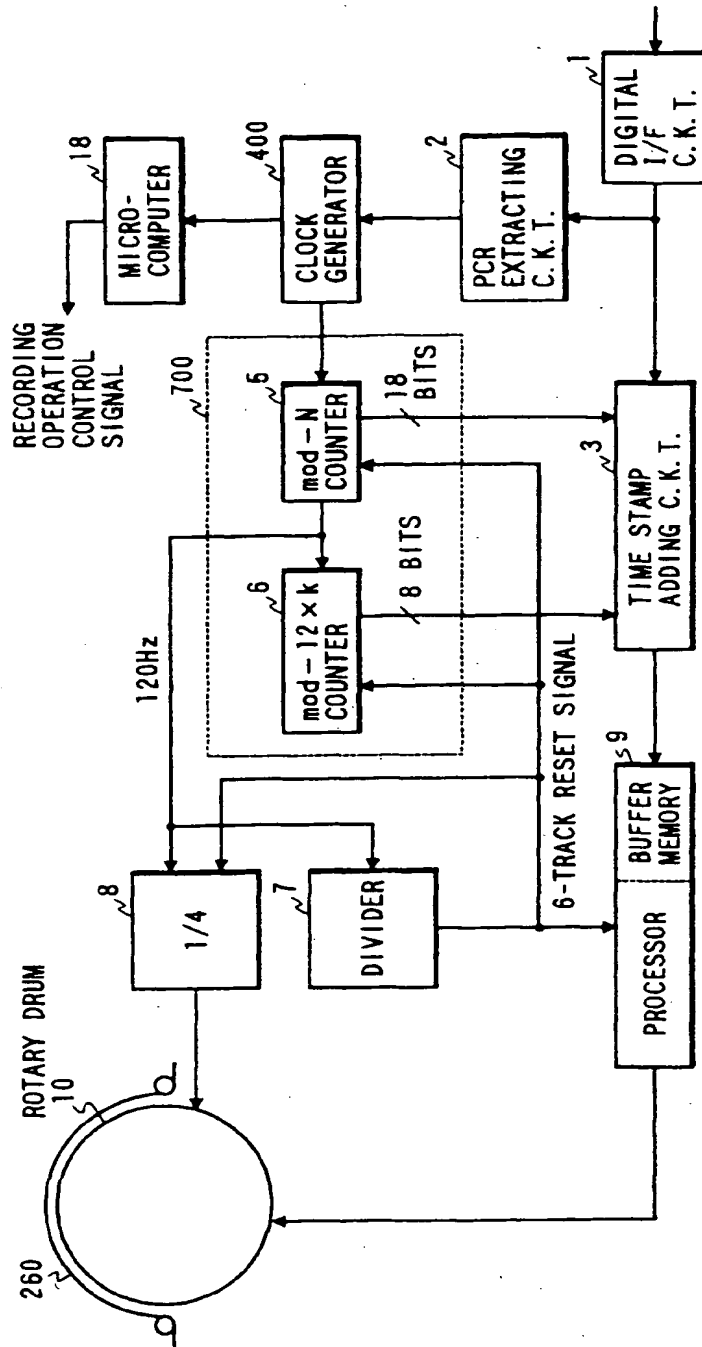 ROTARY DRUM
10
260
8
1/4
7
DIVIDER
120Hz
RECORDING
OPERATION
CONTROL
SIGNAL
18
MICRO-
COMPUTER
400
CLOCK
GENERATOR
700
5
mod-N
COUNTER
6
mod-12×k
COUNTER
18
BITS
8 BITS
2
PCR
EXTRACTING
C.K.T.
1
DIGITAL
I/F
C.K.T.
3
TIME STAMP
ADDING C.K.T.
6-TRACK RESET SIGNAL
9
PROCESSOR
BUFFER
MEMORY